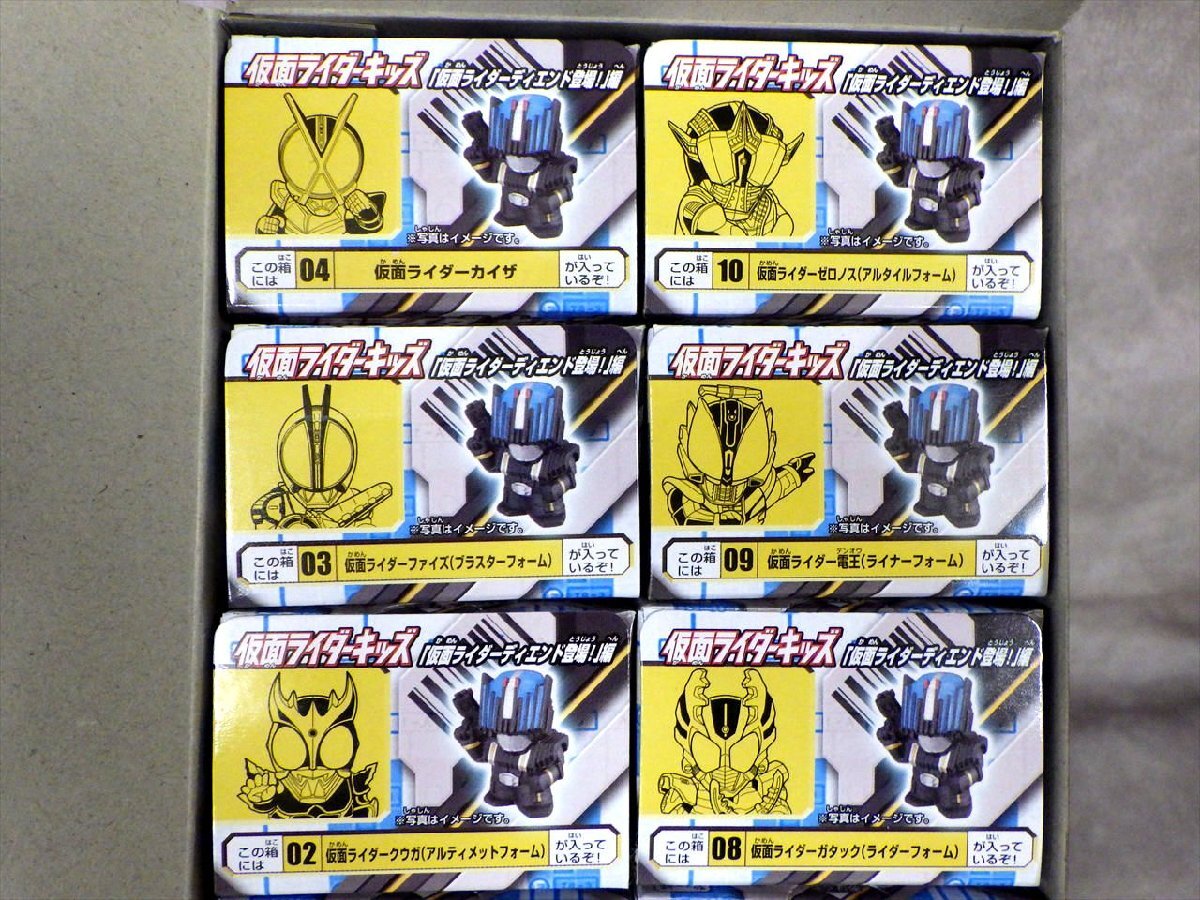 仮面ライダーキッズ
「仮面ライダーディエンド登場!」編
※写真はイメージです。
この箱には 04 仮面ライダーカイザ が入っているぞ!
仮面ライダーキッズ
「仮面ライダーディエンド登場!」編
※写真はイメージです。
この箱には 10 仮面ライダーゼロノス(アルタイルフォーム) が入っているぞ!
仮面ライダーキッズ
「仮面ライダーディエンド登場!」編
※写真はイメージです。
この箱には 03 仮面ライダーファイズ(ブラスターフォーム) が入っているぞ!
仮面ライダーキッズ
「仮面ライダーディエンド登場!」編
※写真はイメージです。
この箱には 09 仮面ライダー電王(ライナーフォーム) が入っているぞ!
仮面ライダーキッズ
「仮面ライダーディエンド登場!」編
※写真はイメージです。
この箱には 02 仮面ライダークウガ(アルティメットフォーム) が入っているぞ!
仮面ライダーキッズ
「仮面ライダーディエンド登場!」編
※写真はイメージです。
この箱には 08 仮面ライダーガタック(ライダーフォーム) が入っているぞ!